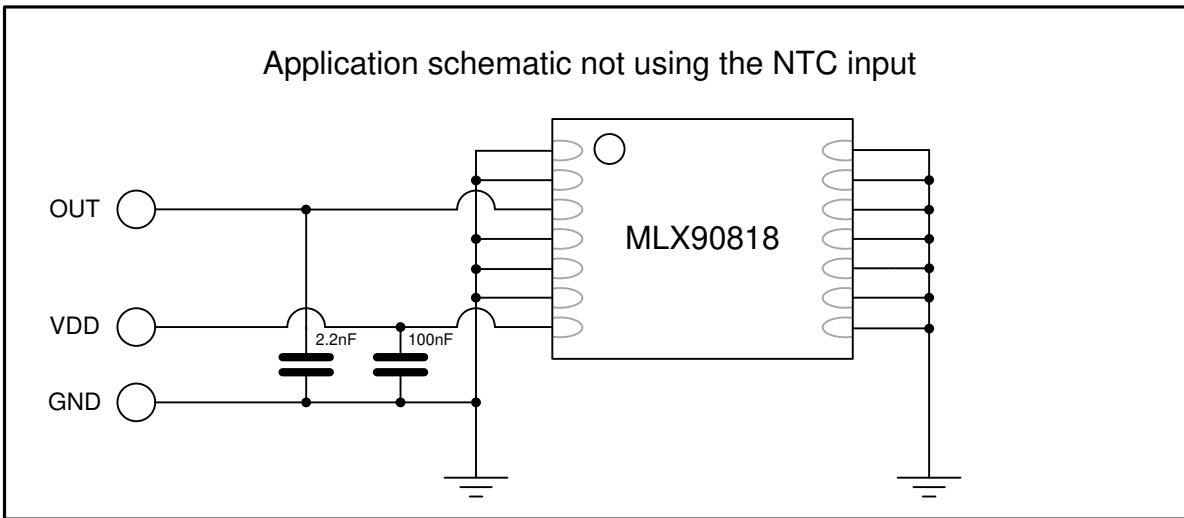 Application schematic not using the NTC input
MLX90818
OUT
VDD
2.2nF
100nF
GND